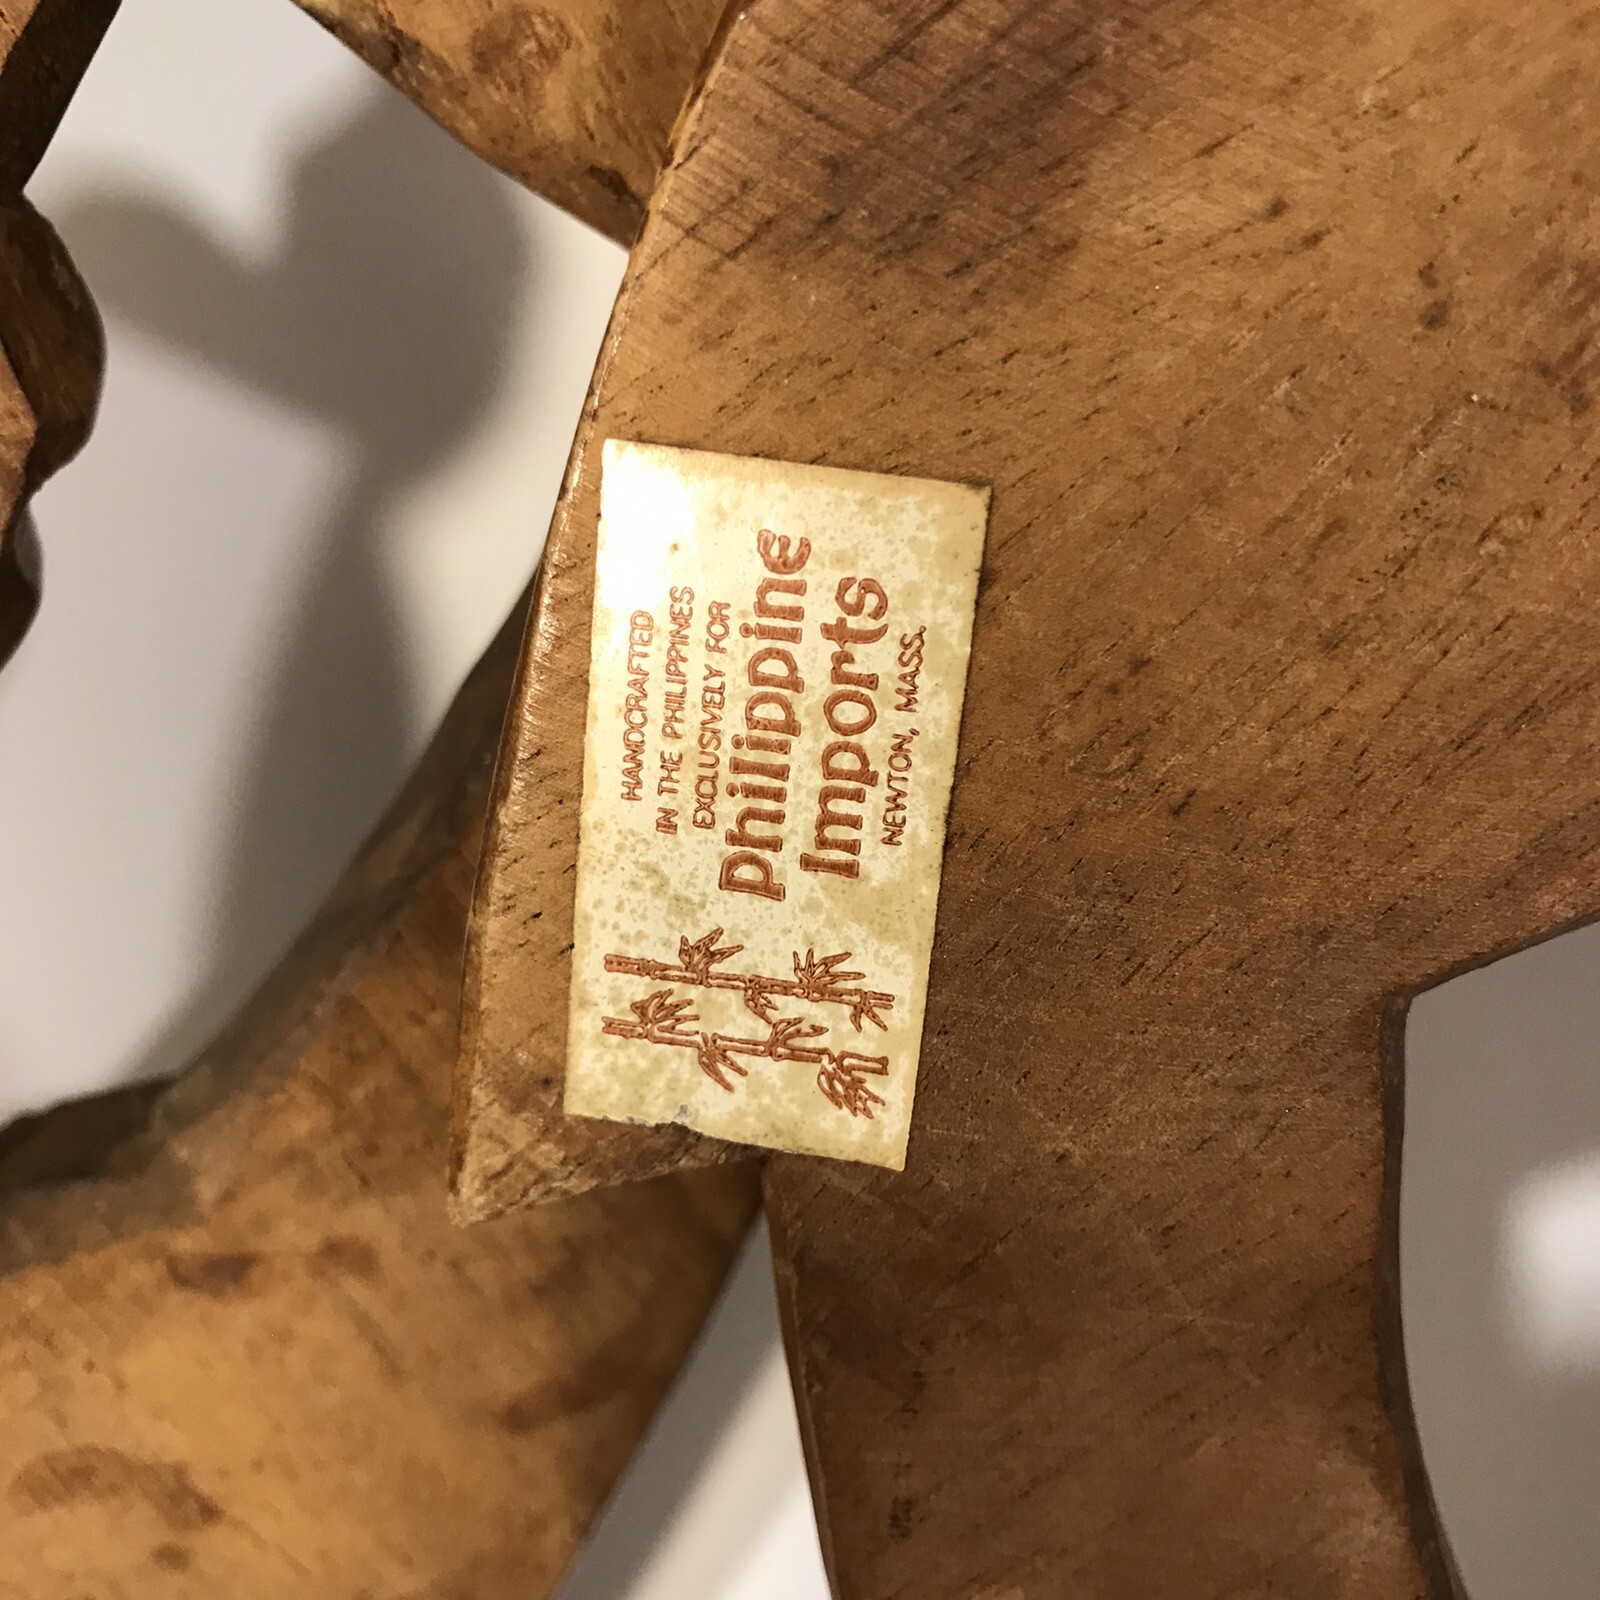 HANDCRAFTED
IN THE PHILIPPINES
EXCLUSIVELY FOR
Philippine
Imports
NEWTON, MASS.